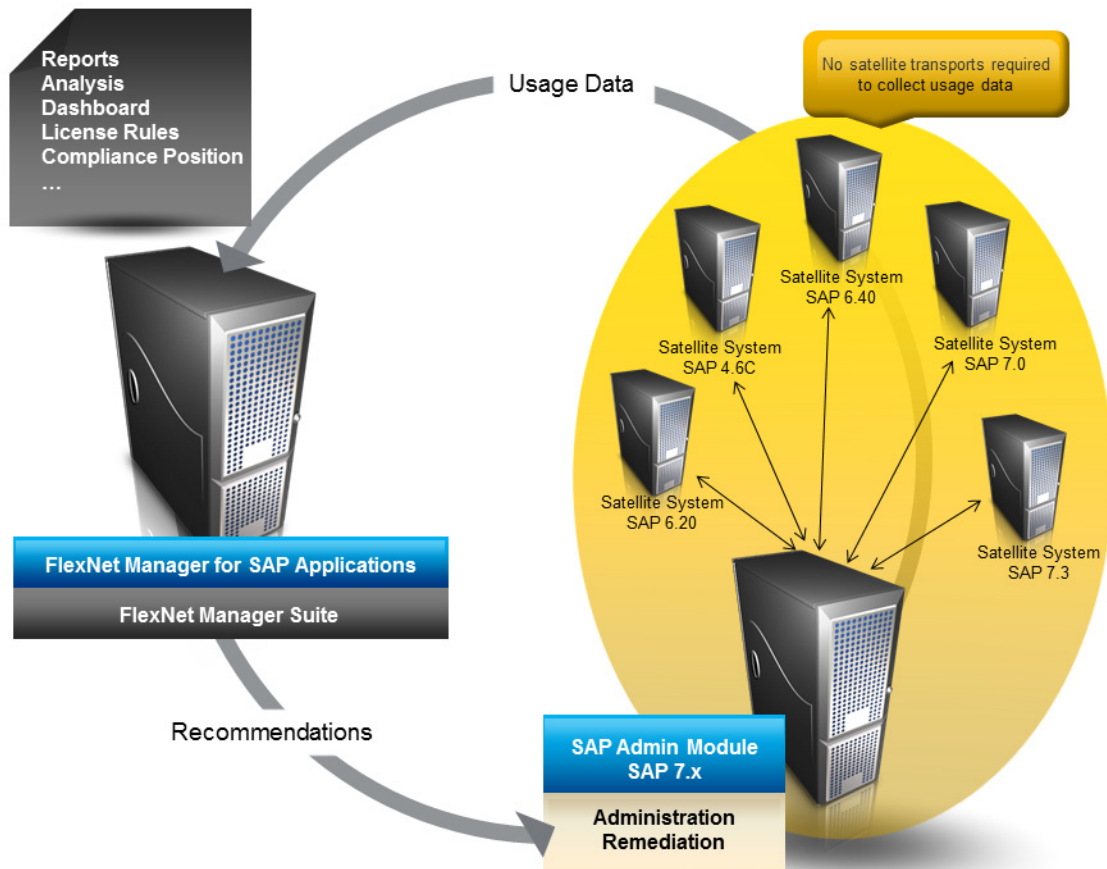 Reports
Analysis
Dashboard
License Rules
Compliance Position
...
Usage Data
No satellite transports required
to collect usage data
Satellite System
SAP 6.40
Satellite System
SAP 4.6C
Satellite System
SAP 7.0
Satellite System
SAP 6.20
Satellite System
SAP 7.3
FlexNet Manager for SAP Applications
FlexNet Manager Suite
Recommendations
SAP Admin Module
SAP 7.x
Administration
Remediation